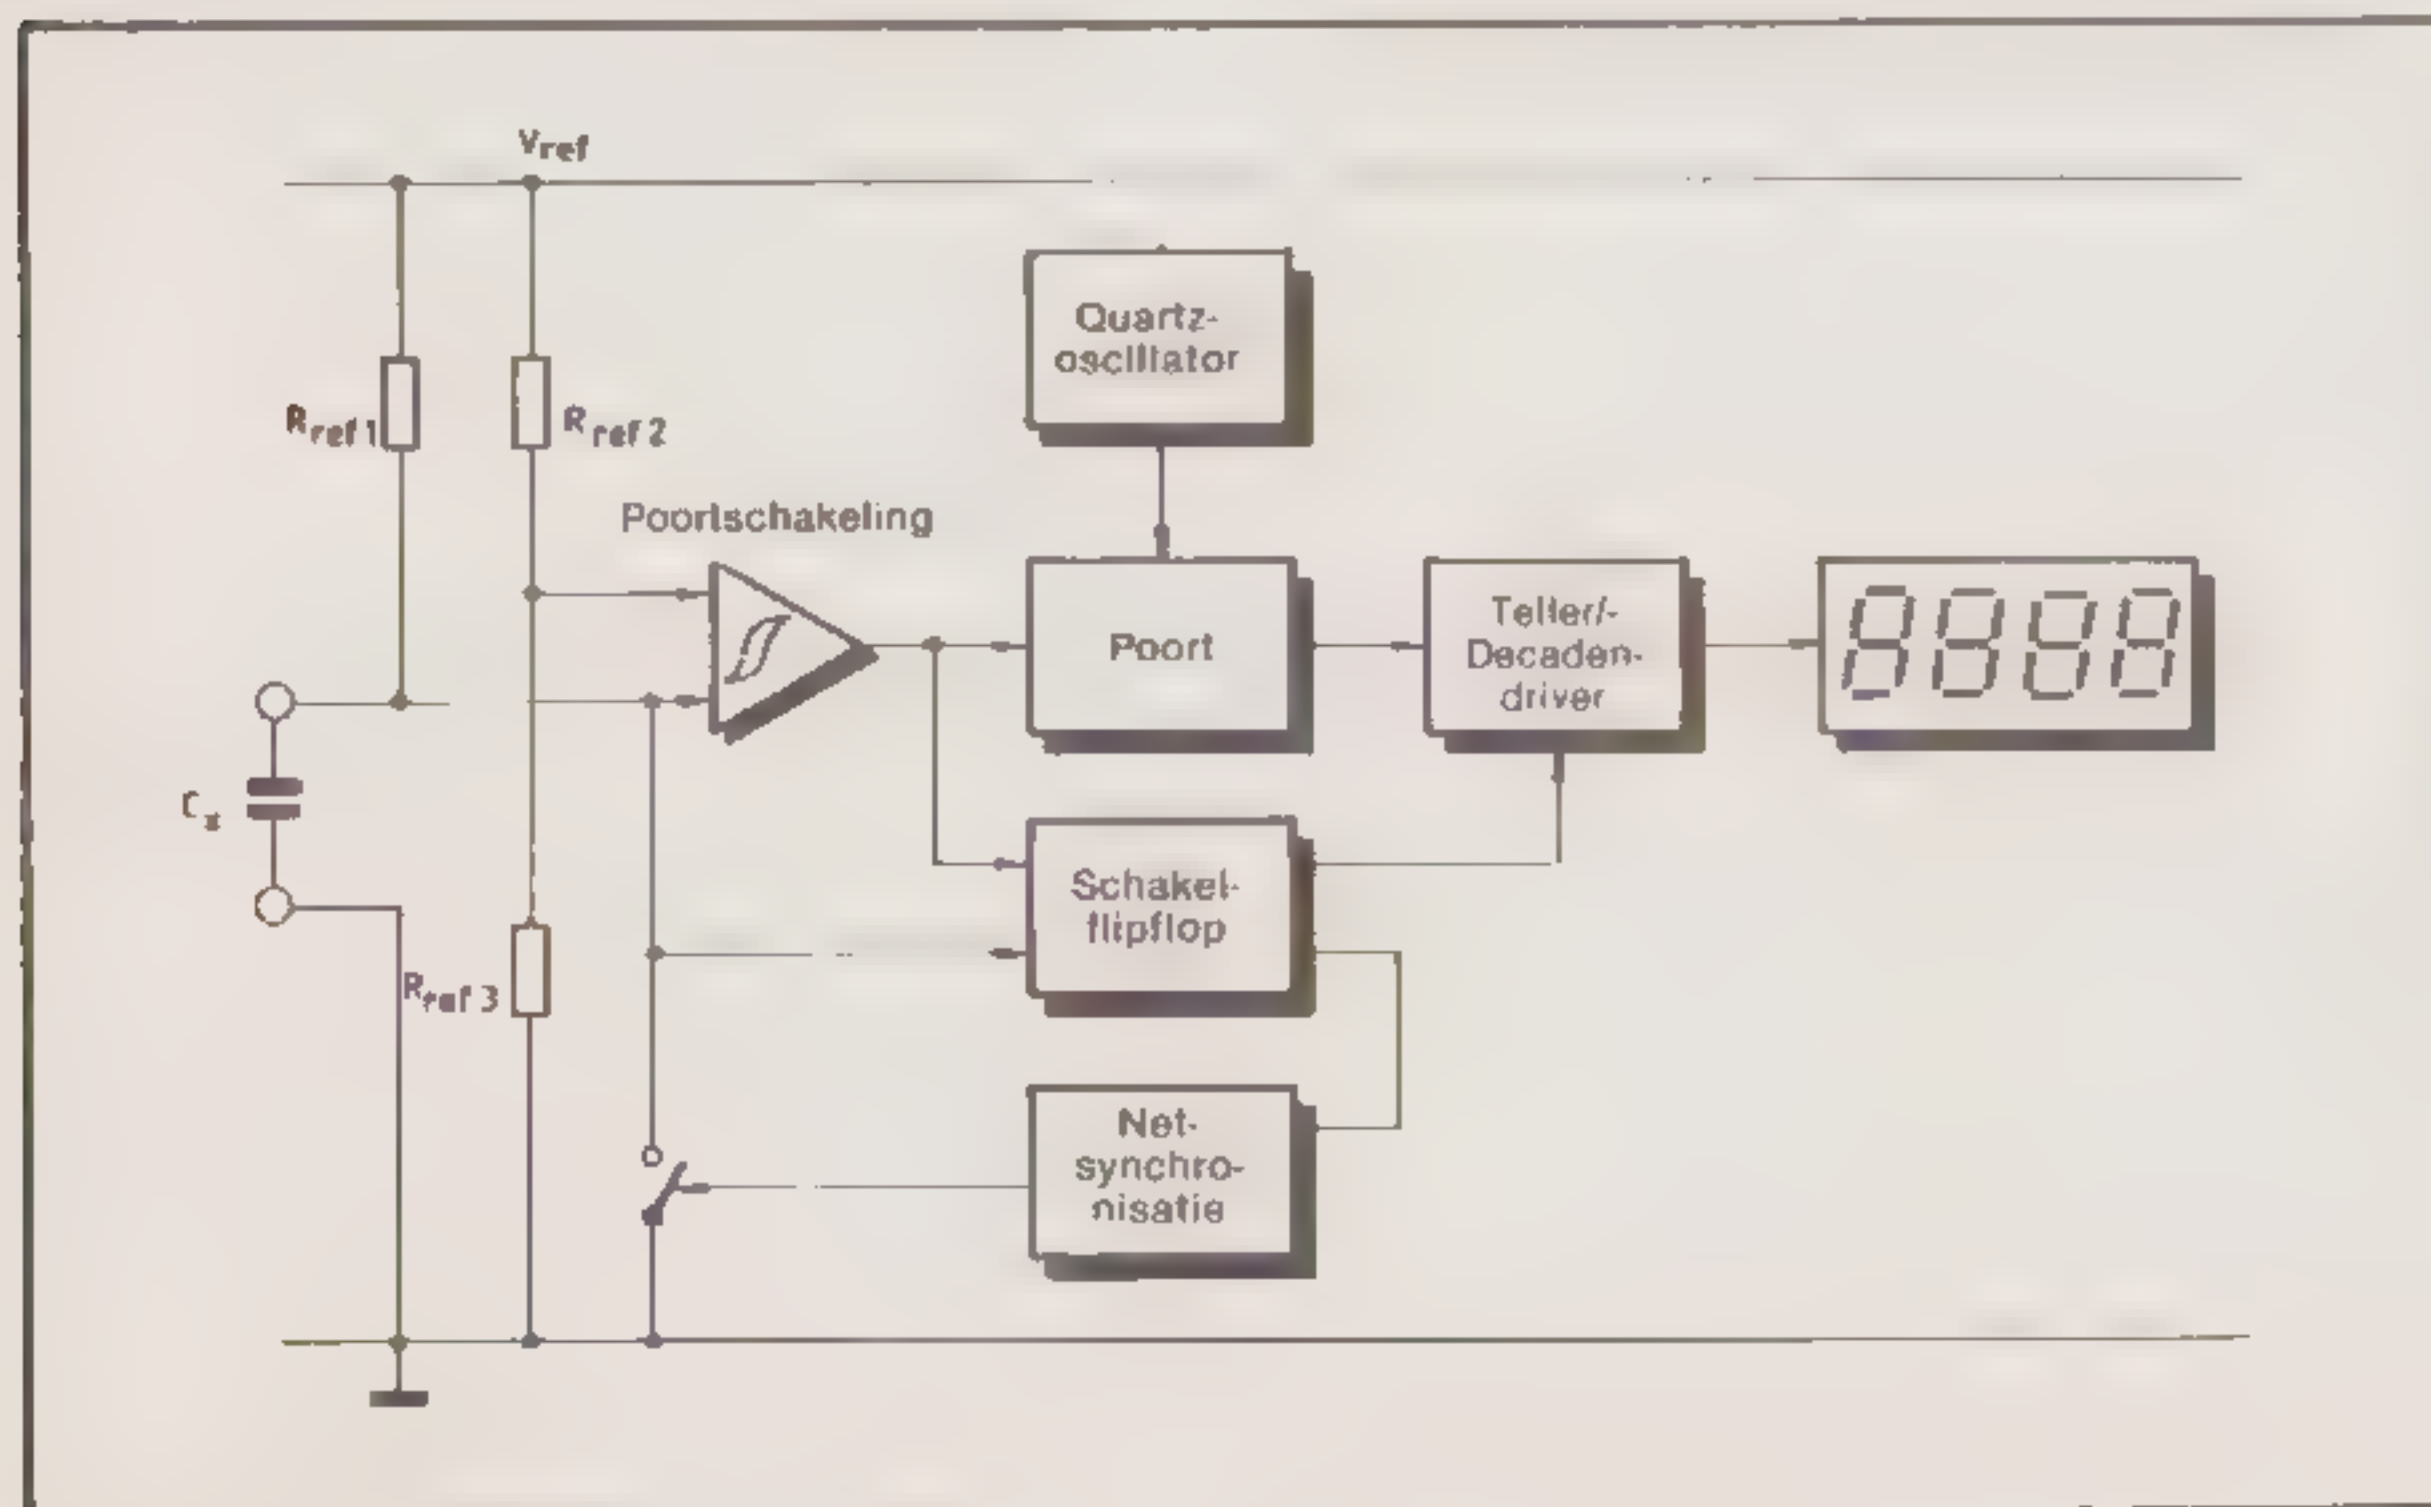 Vref
Quartz-
oscillator
Rref 1
Rref 2
Poortschakeling
Poort
Teller/-
Decaden-
driver
8888
Cx
Schakel-
flipflop
Rref 3
Net-
synchro-
nisatie